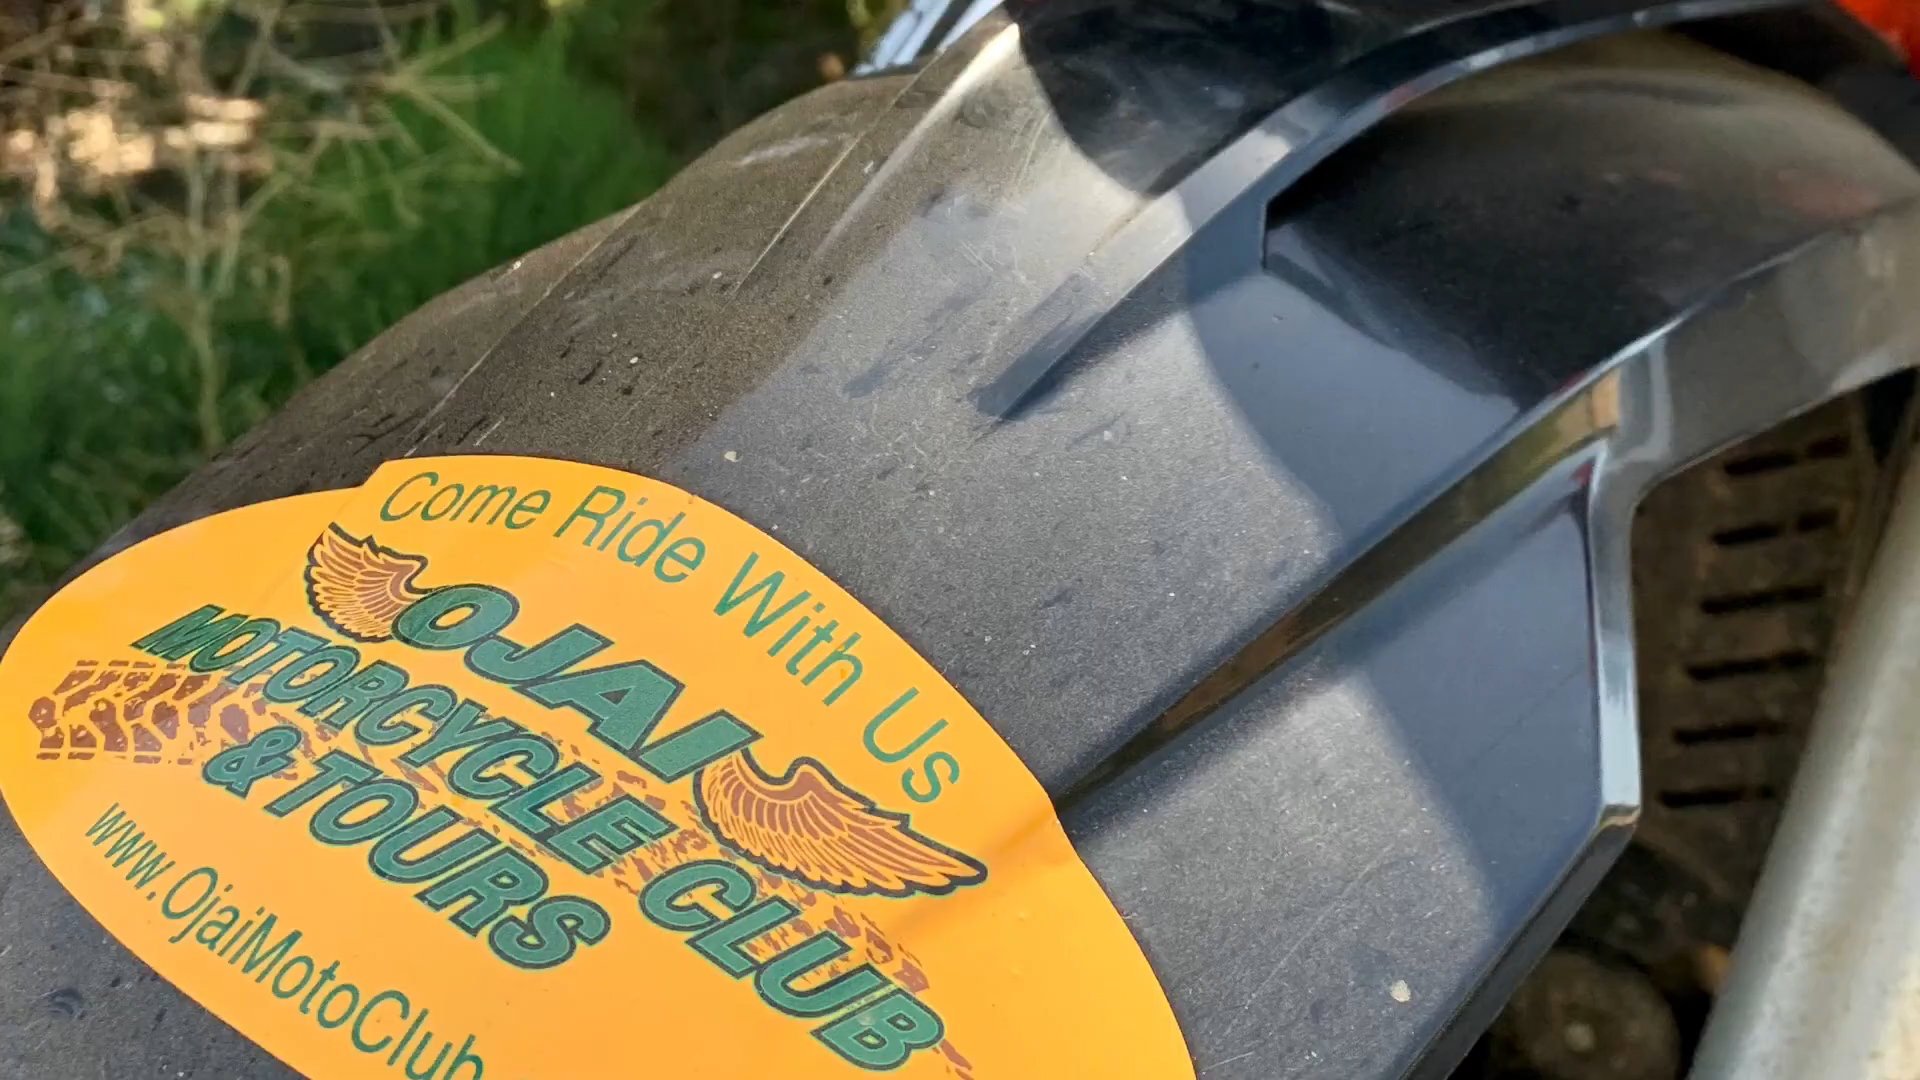 Come Ride With Us
OJAI
MOTORCYCLE CLUB
& TOURS
www.OjaiMotoClub